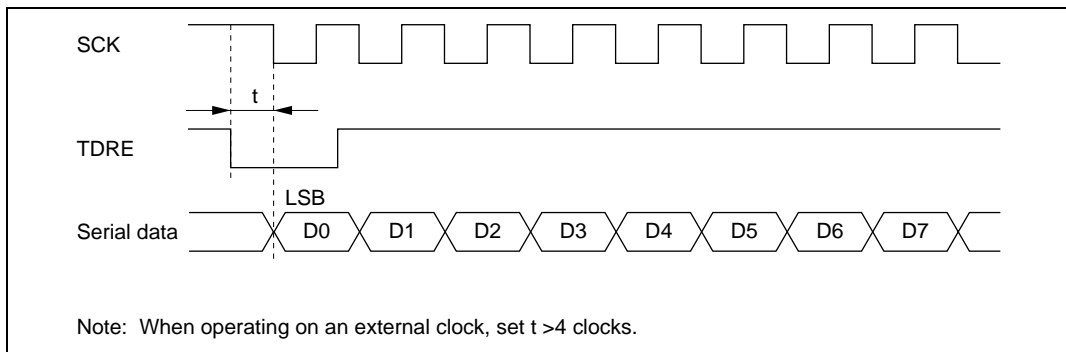 SCK
t
TDRE
LSB
Serial data D0 D1 D2 D3 D4 D5 D6 D7
Note: When operating on an external clock, set t >4 clocks.